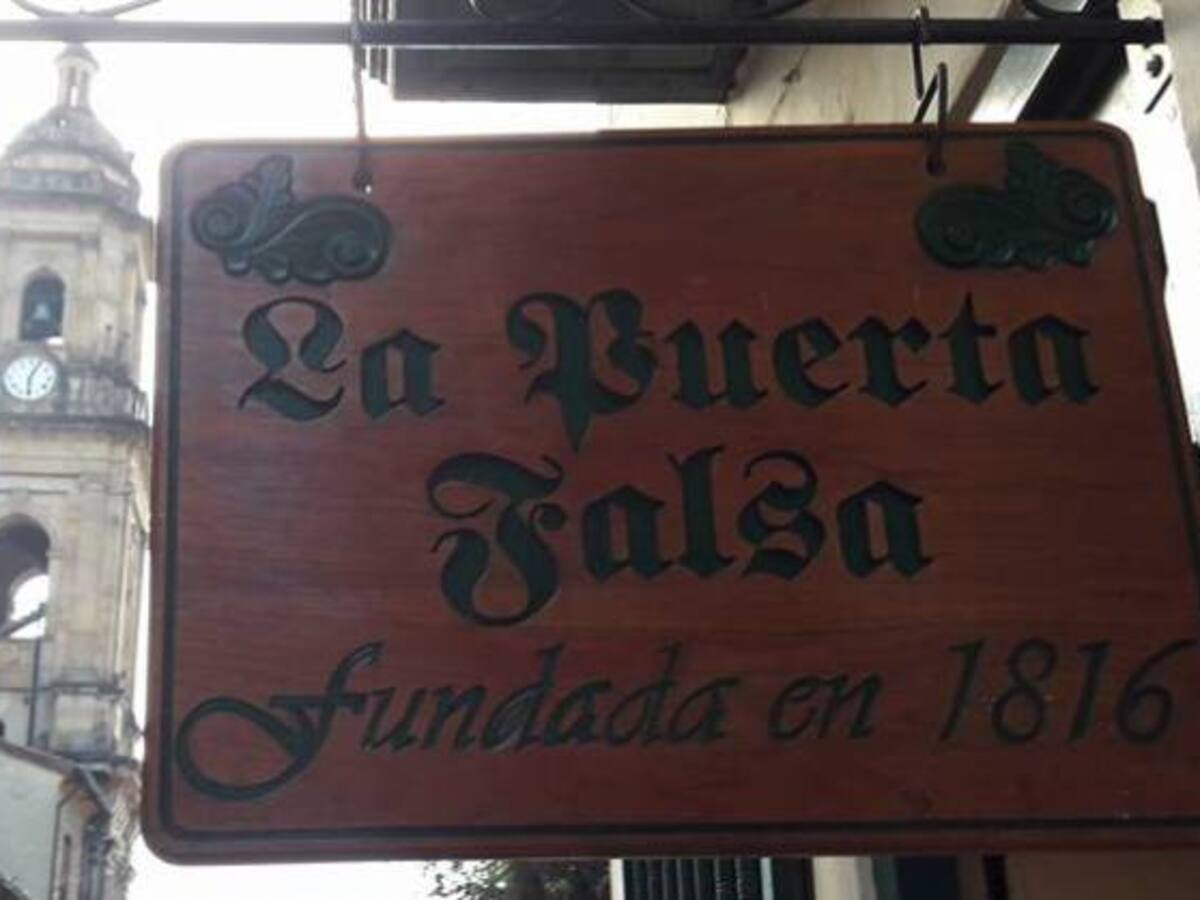 La Puerta
Falsa
fundada en 1816